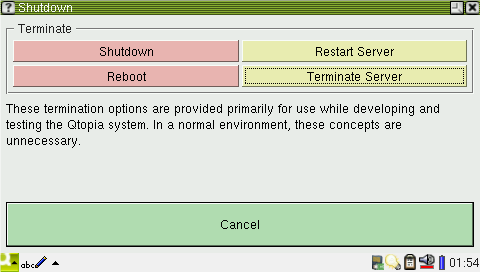 ? Shutdown
Terminate
Shutdown
Restart Server
Reboot
Terminate Server
These termination options are provided primarily for use while developing and
testing the Qtopia system. In a normal environment, these concepts are
unnecessary.
Cancel
abc
01:54